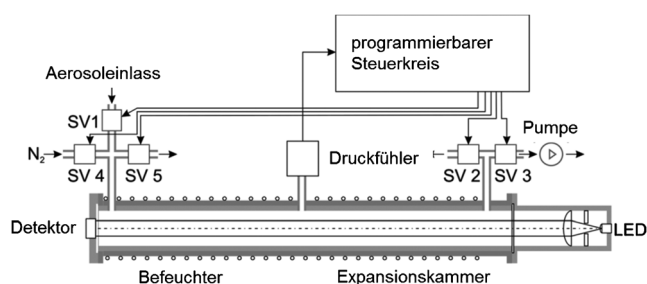 programmierbarer
Steuerkreis
Aerosoleinlass
SV1
Pumpe
N₂
SV 4
SV 5
Druckfühler
SV 2
SV 3
Detektor
LED
Befeuchter
Expansionskammer